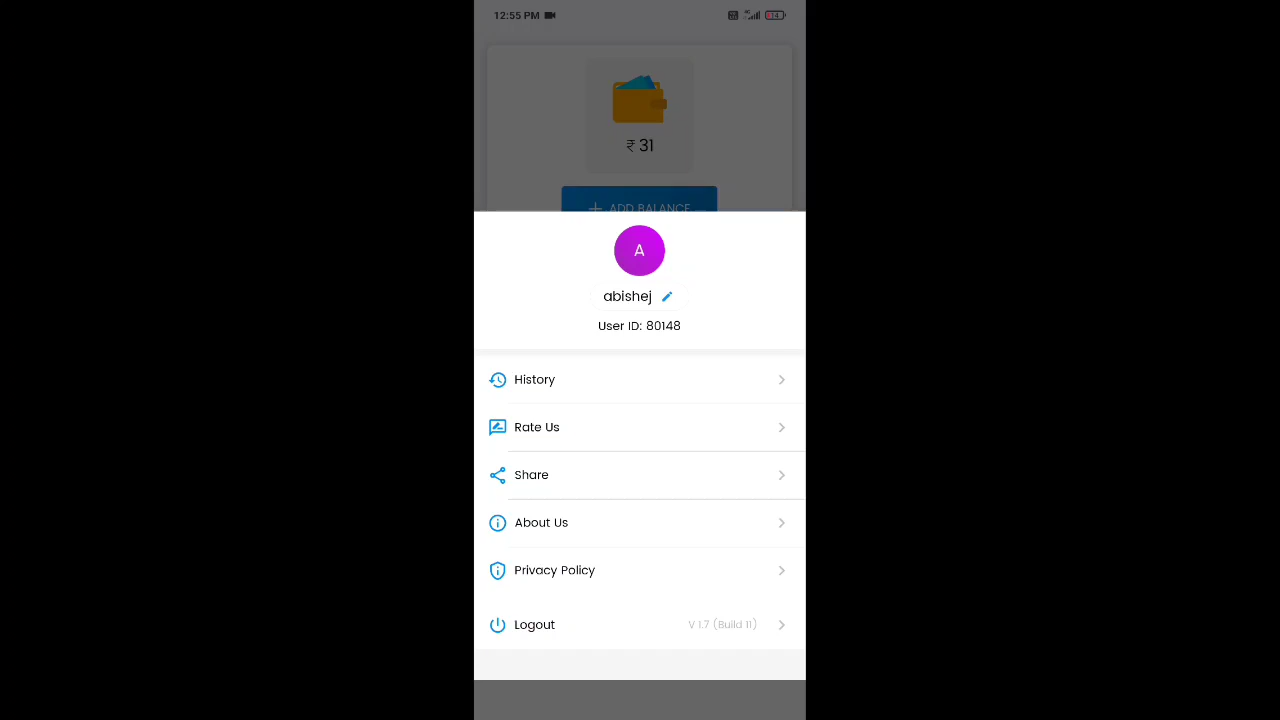 12:55 PM
14
₹ 31
ADD BALANCE
A
abishej
User ID: 80148
History
Rate Us
Share
About Us
Privacy Policy
Logout V 1.7 (Build 11)